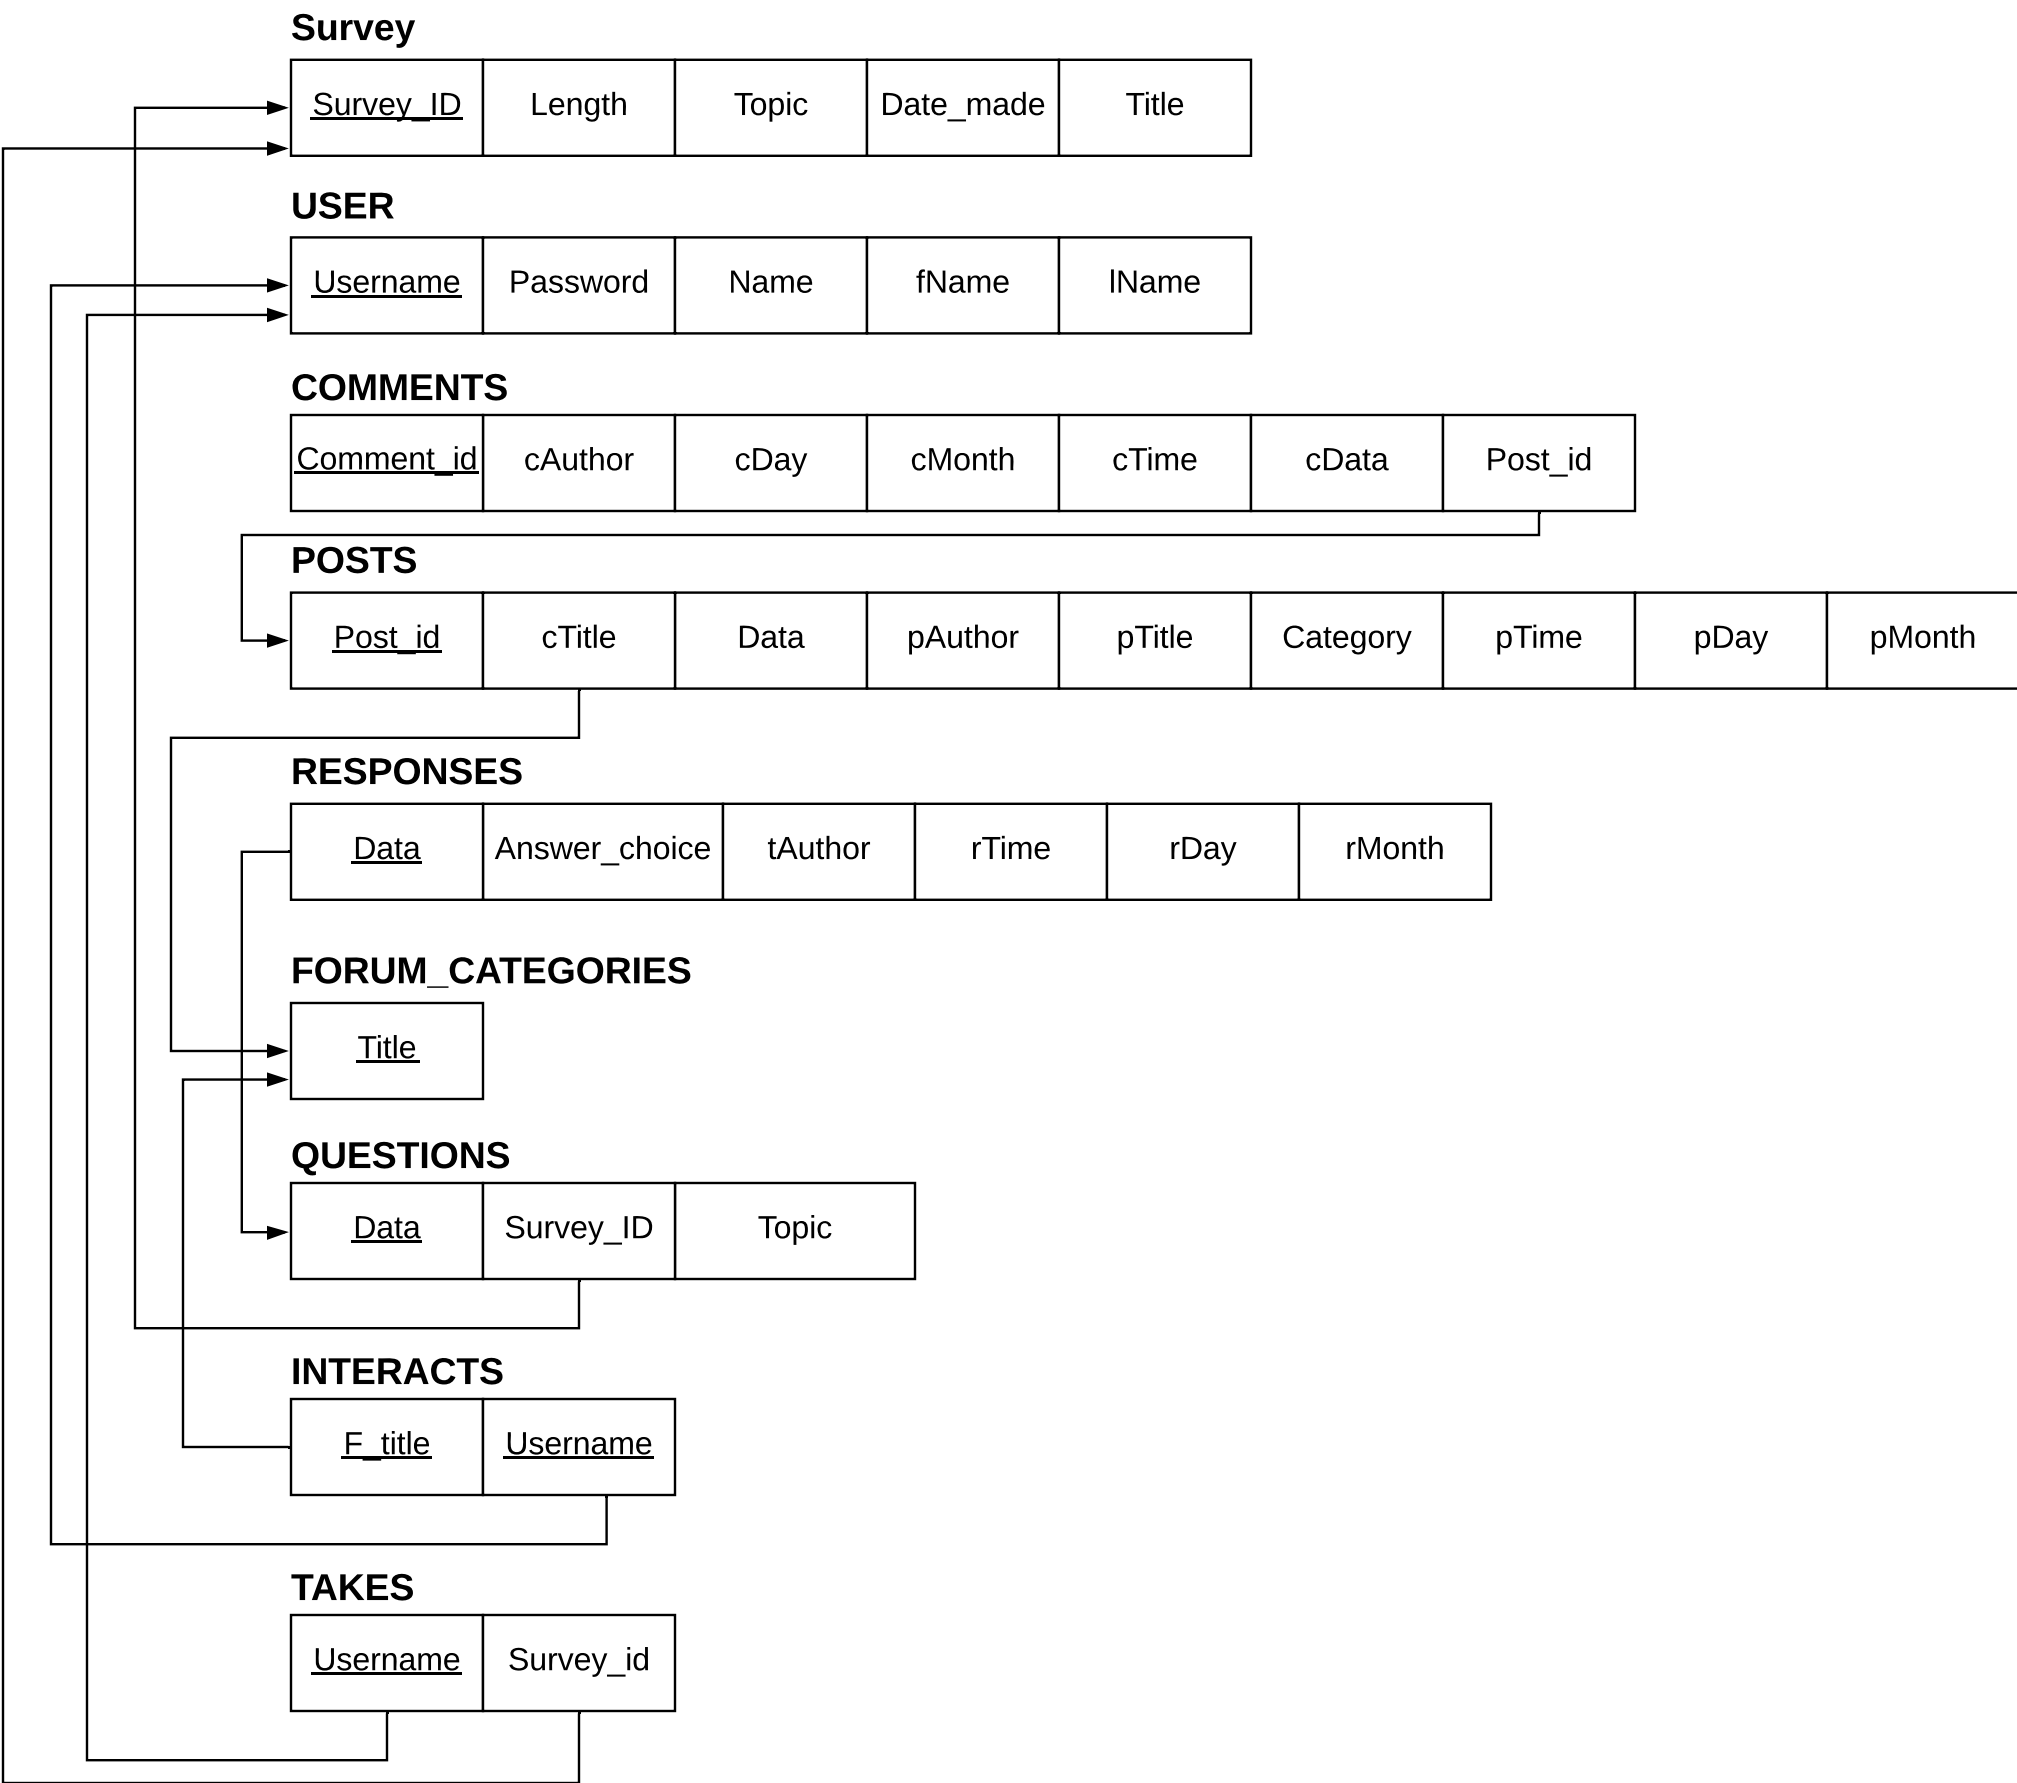 Survey
Survey_ID Length Topic Date_made Title
USER
Username Password Name fName lName
COMMENTS
Comment_id cAuthor cDay cMonth cTime cData Post_id
POSTS
Post_id cTitle Data pAuthor pTitle Category pTime pDay pMonth
RESPONSES
Data Answer_choice tAuthor rTime rDay rMonth
FORUM_CATEGORIES
Title
QUESTIONS
Data Survey_ID Topic
INTERACTS
F_title Username
TAKES
Username Survey_id